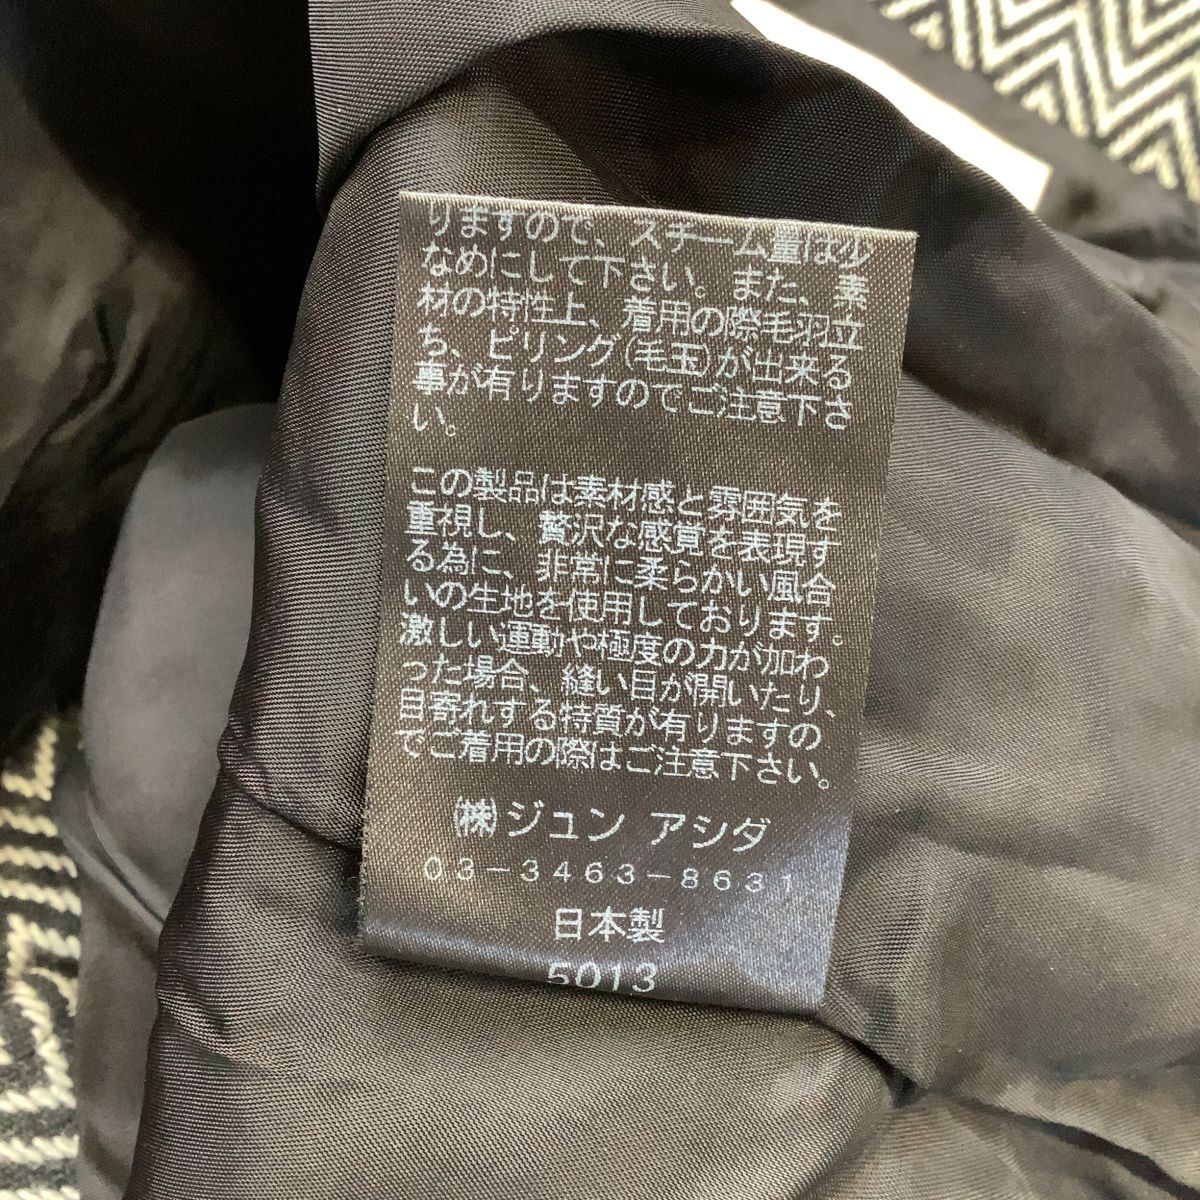 りますので、スチーム量は少
なめにして下さい。また、素
材の特性上、着用の際毛羽立
ち、ピリング(毛玉)が出来る
事が有りますのでご注意下さ
い。
この製品は素材感と雰囲気を
重視し、贅沢な感覚を表現す
る為に、非常に柔らかい風合
いの生地を使用しております。
激しい運動や極度の力が加わ
った場合、縫い目が開いたり、
目寄れする特質が有りますの
でご着用の際はご注意下さい。
㈱ジュン アシダ
03-3463-8631
日本製
5013